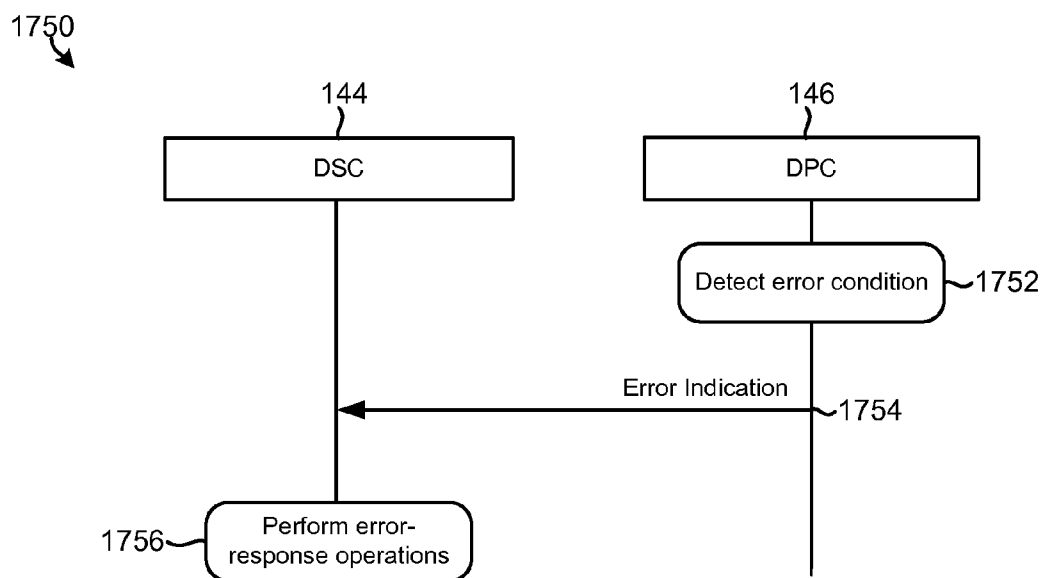 1750
144
146
DSC
DPC
Detect error condition
1752
Error Indication
1754
1756
Perform error-
response operations